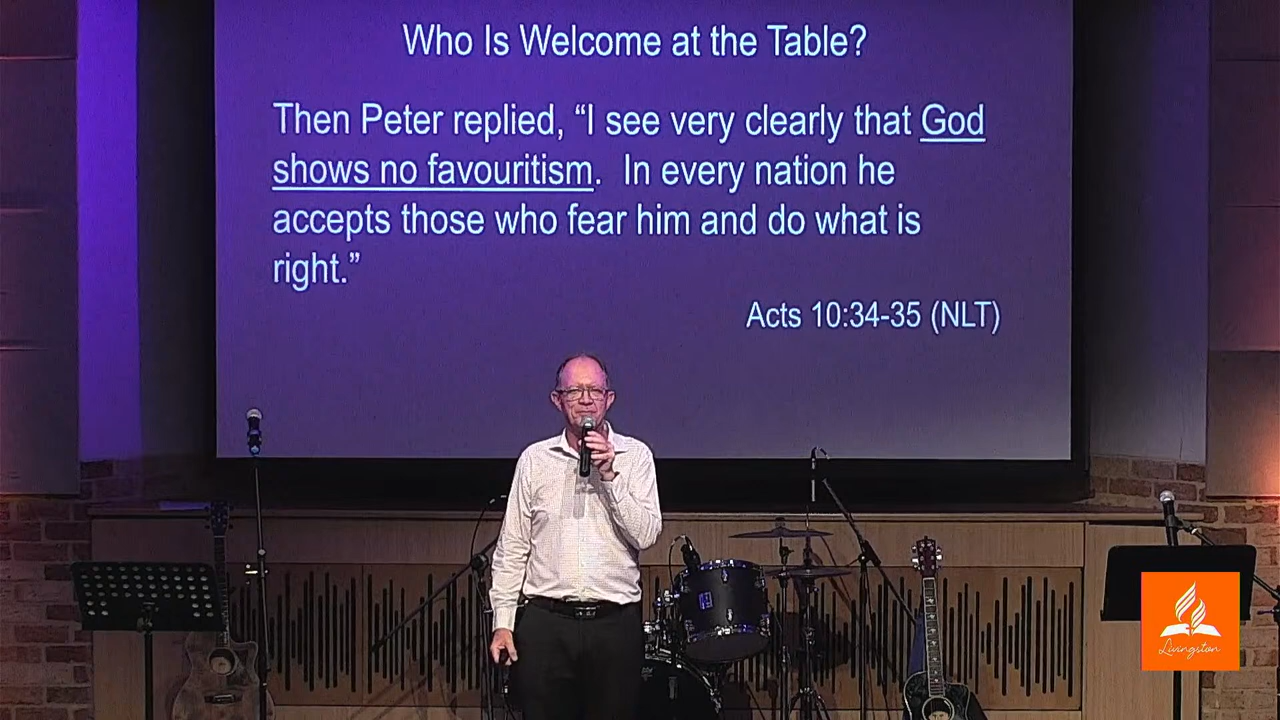 Who Is Welcome at the Table?
Then Peter replied, “I see very clearly that God
shows no favouritism.  In every nation he
accepts those who fear him and do what is
right.”
Acts 10:34-35 (NLT)
Livingston